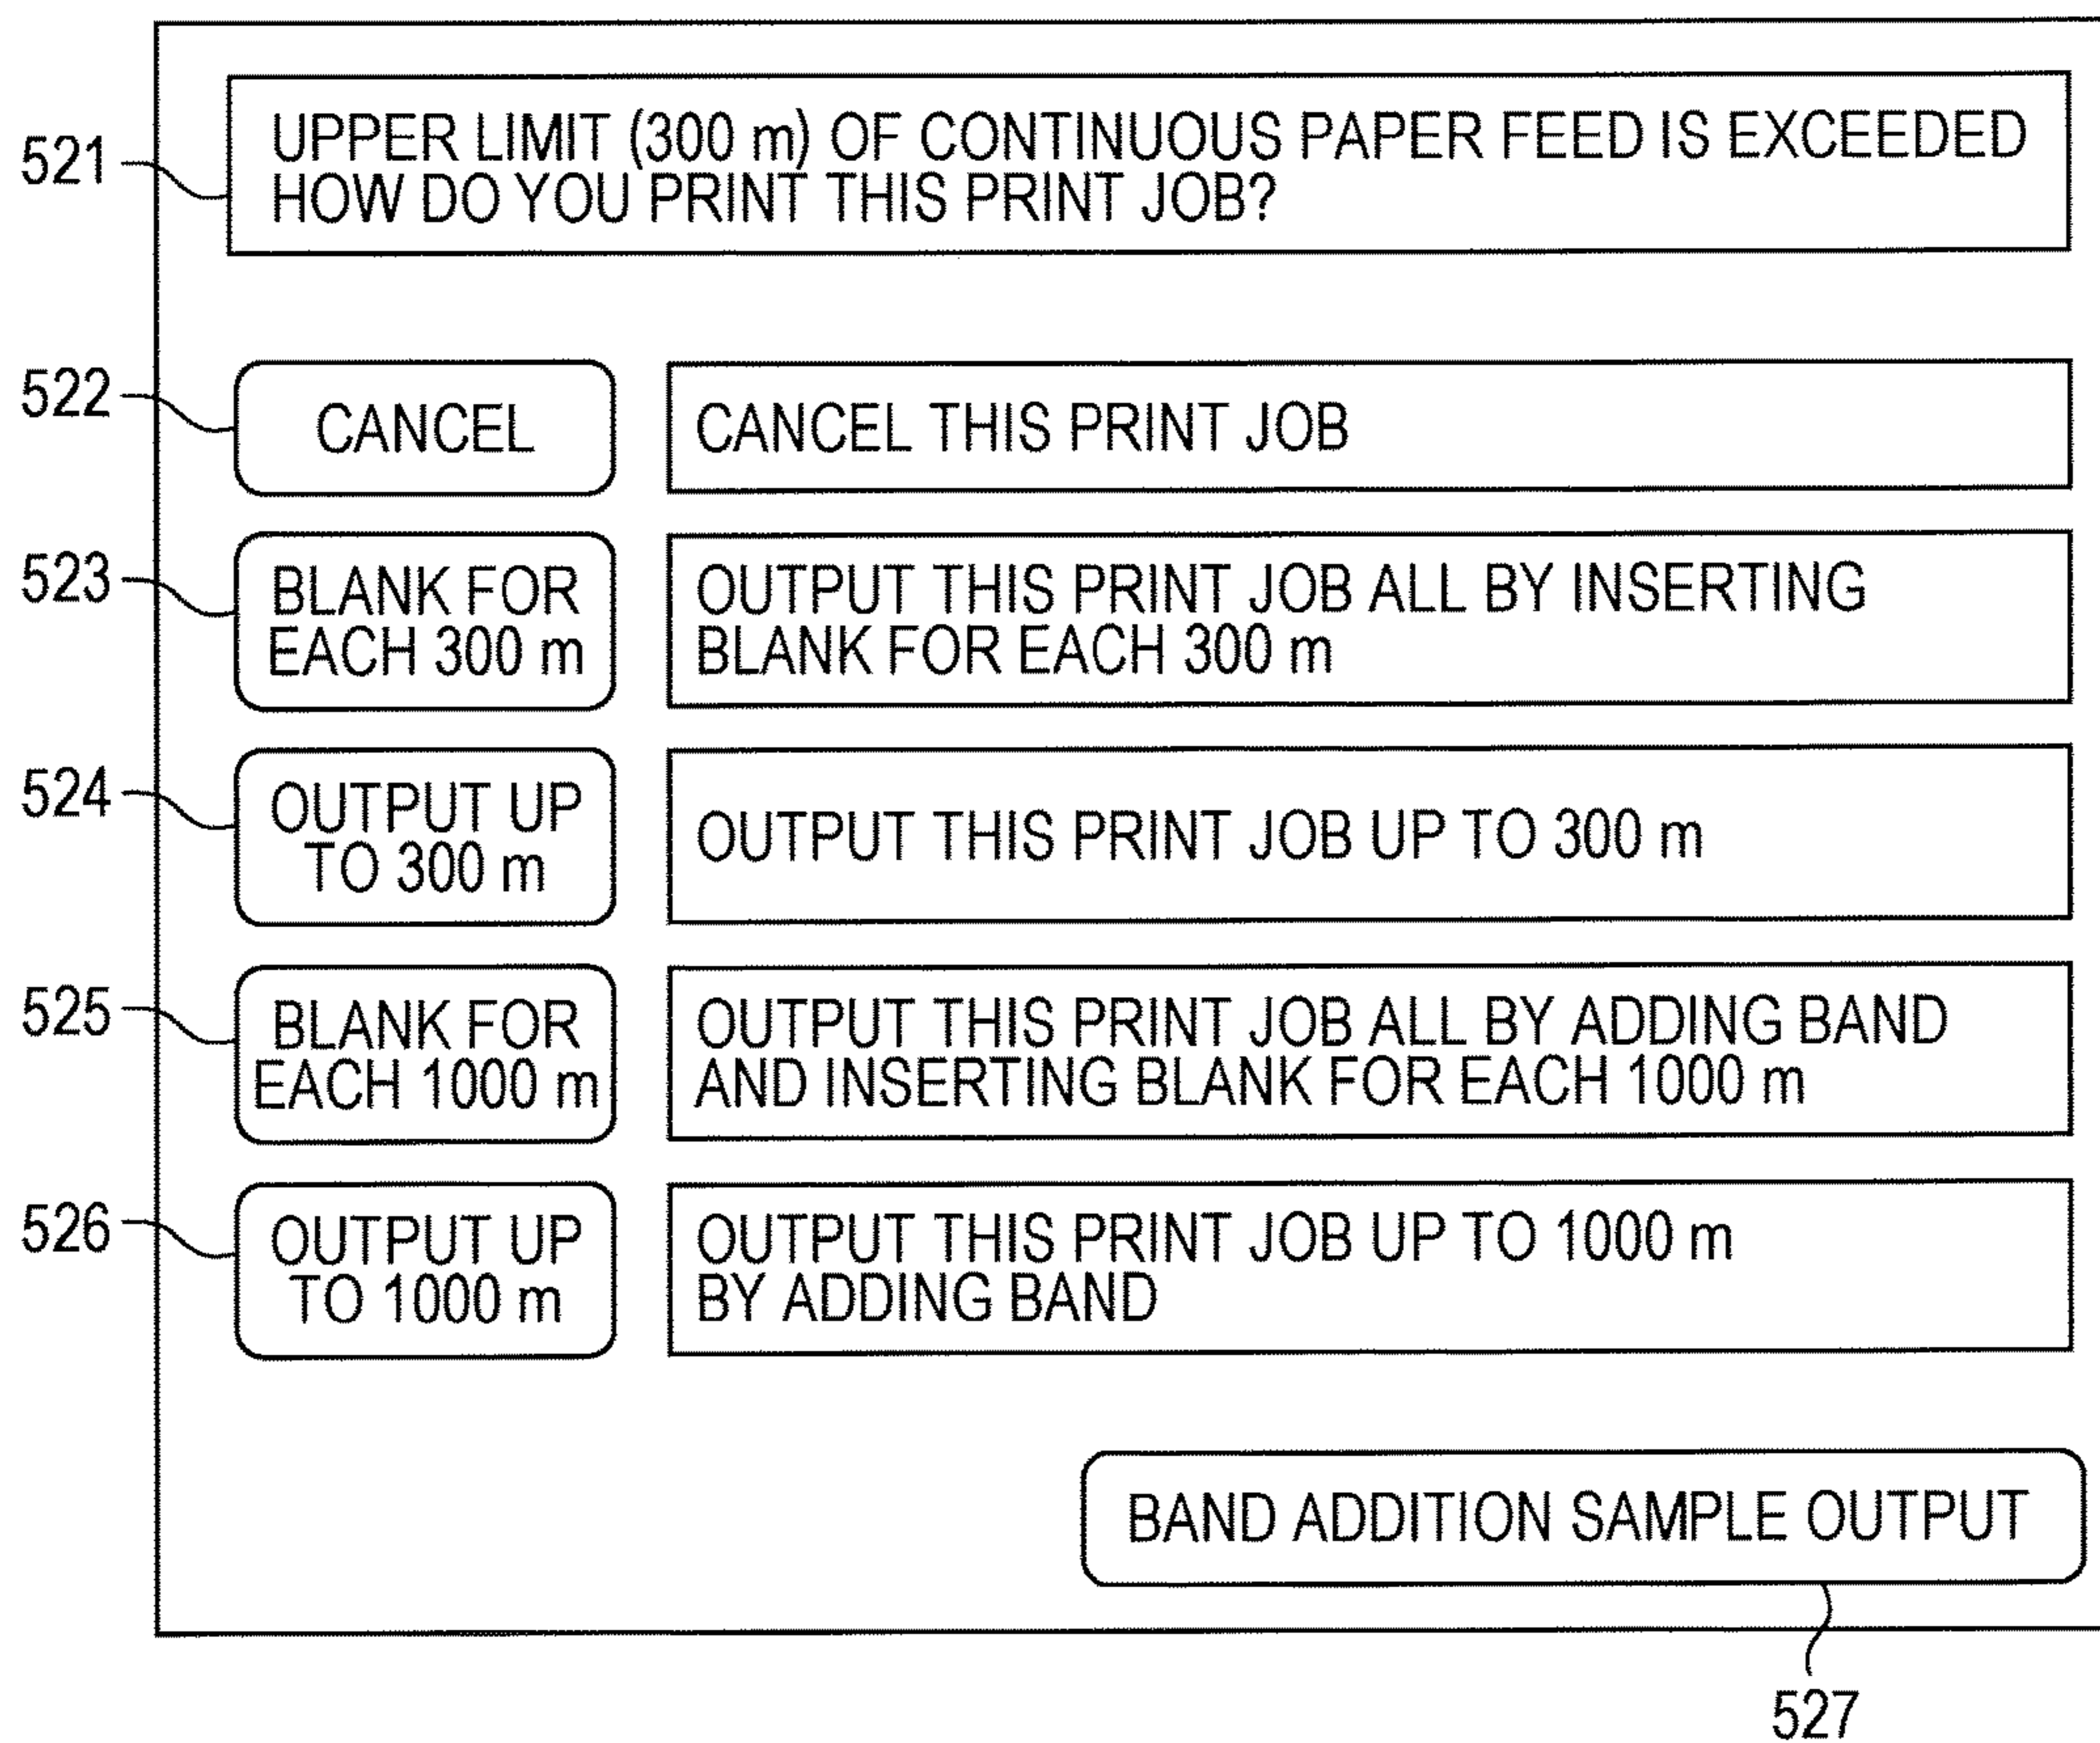 521
UPPER LIMIT (300 m) OF CONTINUOUS PAPER FEED IS EXCEEDED
HOW DO YOU PRINT THIS PRINT JOB?
522
CANCEL
CANCEL THIS PRINT JOB
523
BLANK FOR
EACH 300 m
OUTPUT THIS PRINT JOB ALL BY INSERTING
BLANK FOR EACH 300 m
524
OUTPUT UP
TO 300 m
OUTPUT THIS PRINT JOB UP TO 300 m
525
BLANK FOR
EACH 1000 m
OUTPUT THIS PRINT JOB ALL BY ADDING BAND
AND INSERTING BLANK FOR EACH 1000 m
526
OUTPUT UP
TO 1000 m
OUTPUT THIS PRINT JOB UP TO 1000 m
BY ADDING BAND
BAND ADDITION SAMPLE OUTPUT
527